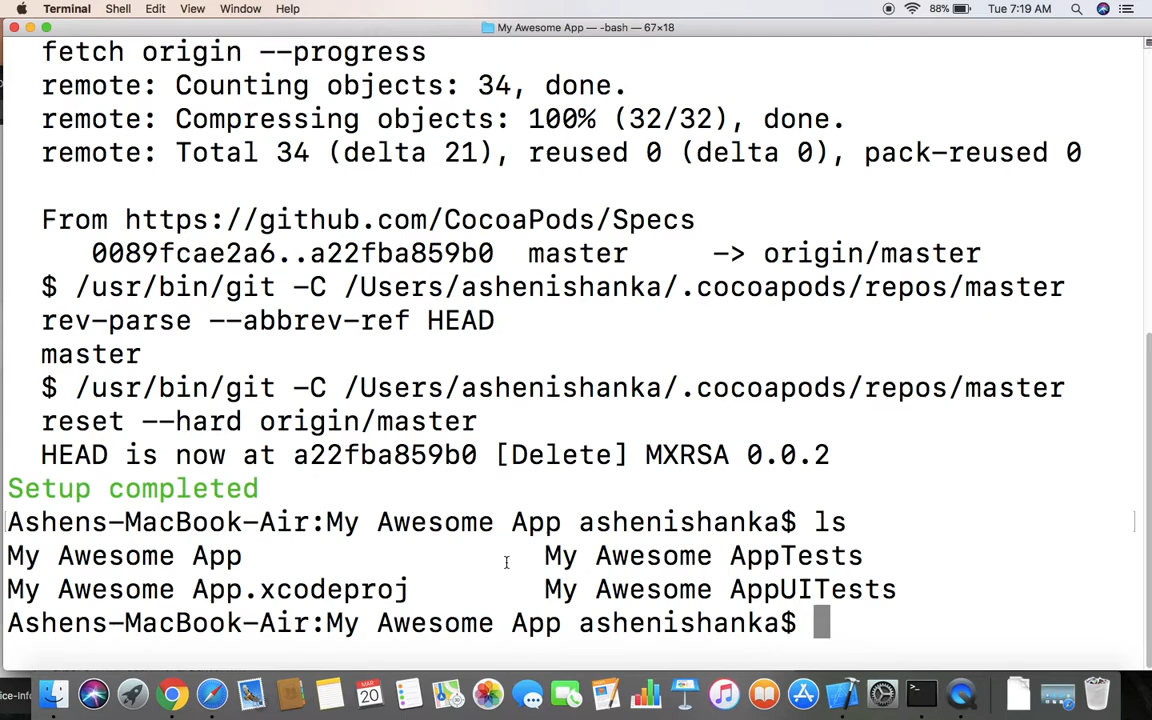 Terminal Shell Edit View Window Help 88% Tue 7:19 AM
My Awesome App — -bash — 67×18
fetch origin --progress
remote: Counting objects: 34, done.
remote: Compressing objects: 100% (32/32), done.
remote: Total 34 (delta 21), reused 0 (delta 0), pack-reused 0
From https://github.com/CocoaPods/Specs
0089fcae2a6..a22fba859b0 master -> origin/master
$ /usr/bin/git -C /Users/ashenishanka/.cocoapods/repos/master
rev-parse --abbrev-ref HEAD
master
$ /usr/bin/git -C /Users/ashenishanka/.cocoapods/repos/master
reset --hard origin/master
HEAD is now at a22fba859b0 [Delete] MXRSA 0.0.2
Setup completed
Ashens-MacBook-Air:My Awesome App ashenishanka$ ls
My Awesome App My Awesome AppTests
My Awesome App.xcodeproj My Awesome AppUITests
Ashens-MacBook-Air:My Awesome App ashenishanka$
20